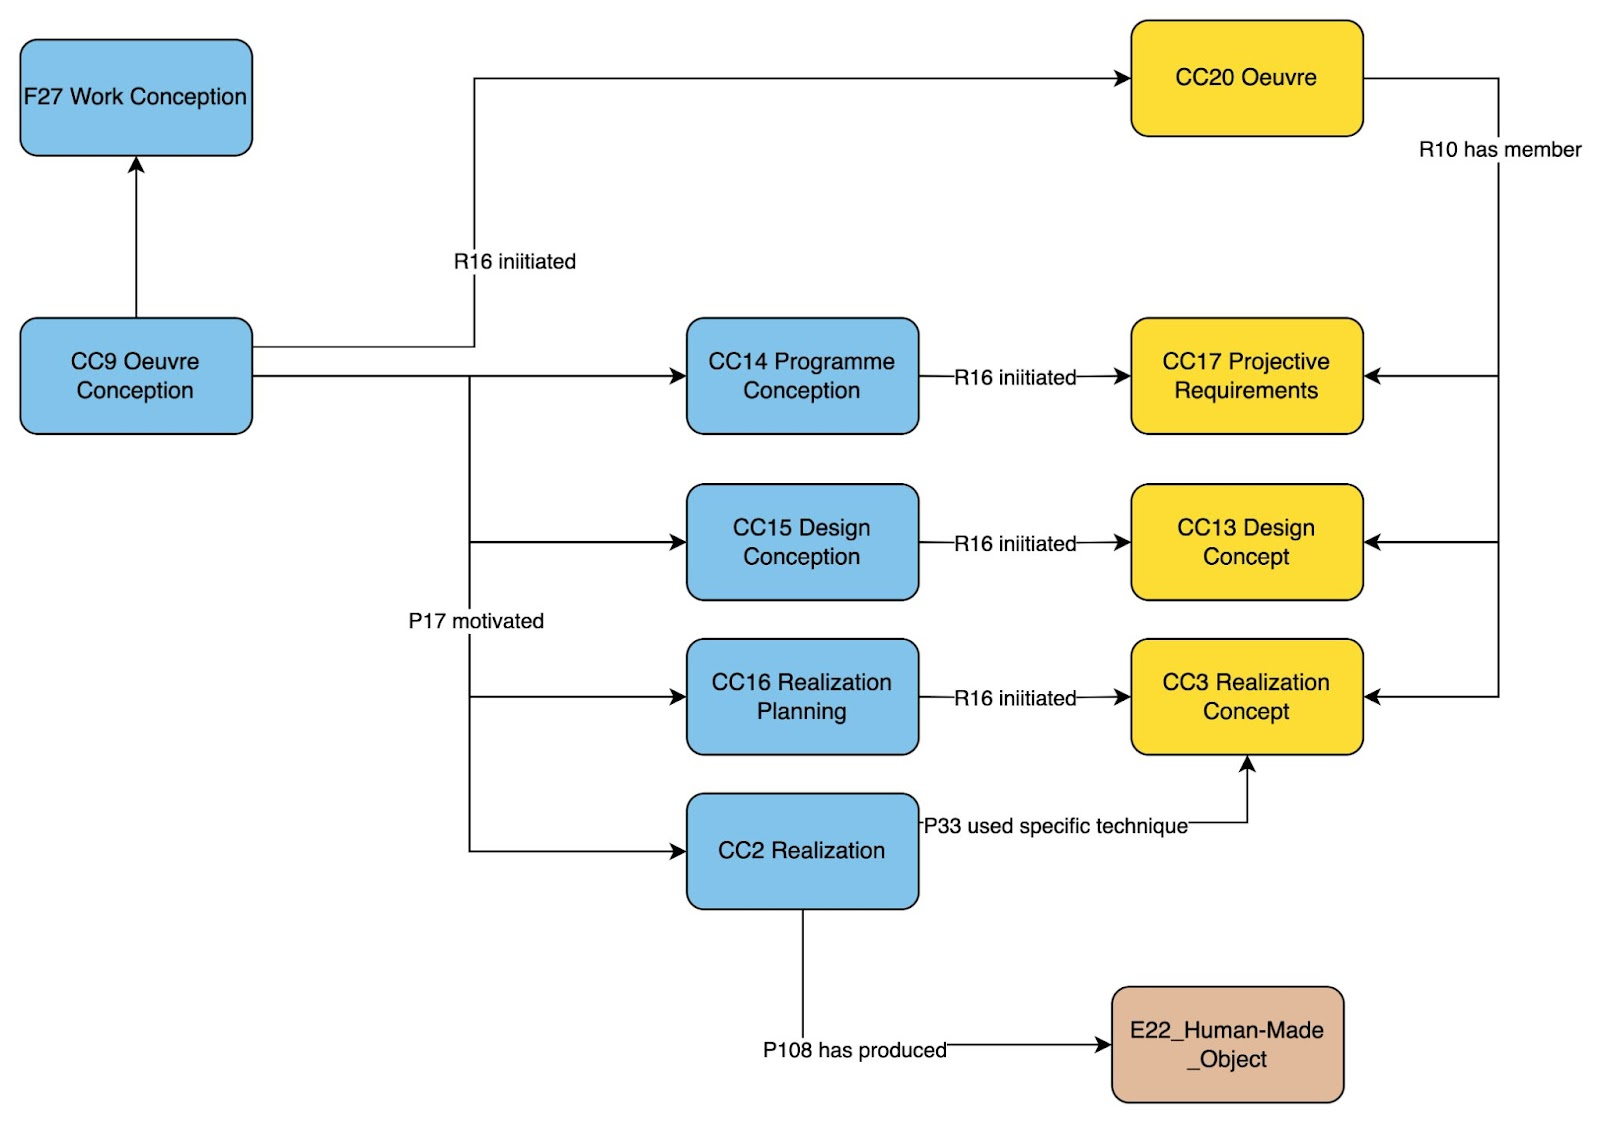 F27 Work Conception
CC20 Oeuvre
R10 has member
R16 iniitiated
CC9 Oeuvre
Conception
CC14 Programme
Conception
R16 iniitiated
CC17 Projective
Requirements
CC15 Design
Conception
R16 iniitiated
CC13 Design
Concept
P17 motivated
CC16 Realization
Planning
R16 iniitiated
CC3 Realization
Concept
CC2 Realization
P33 used specific technique
P108 has produced
E22_Human-Made
_Object